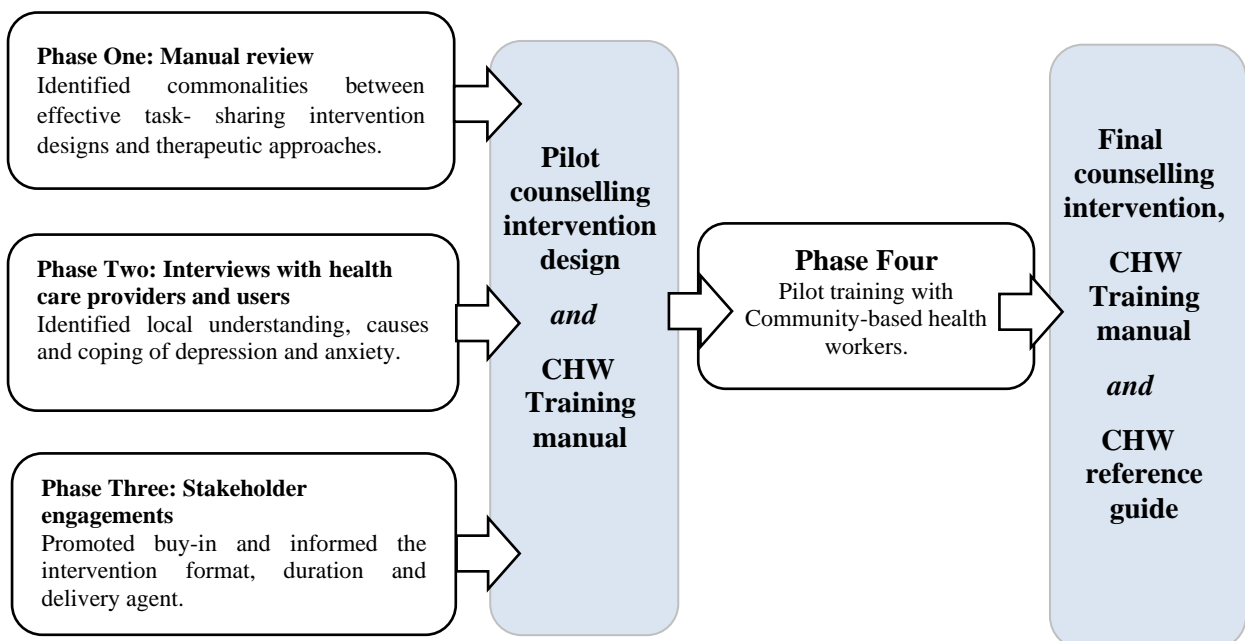 Phase One: Manual review
Identified commonalities between
effective task- sharing intervention
designs and therapeutic approaches.
Phase Two: Interviews with health
care providers and users
Identified local understanding, causes
and coping of depression and anxiety.
Phase Three: Stakeholder
engagements
Promoted buy-in and informed the
intervention format, duration and
delivery agent.
Pilot
counselling
intervention
design
and
CHW
Training
manual
Phase Four
Pilot training with
Community-based health
workers.
Final
counselling
intervention,
CHW
Training
manual
and
CHW
reference
guide